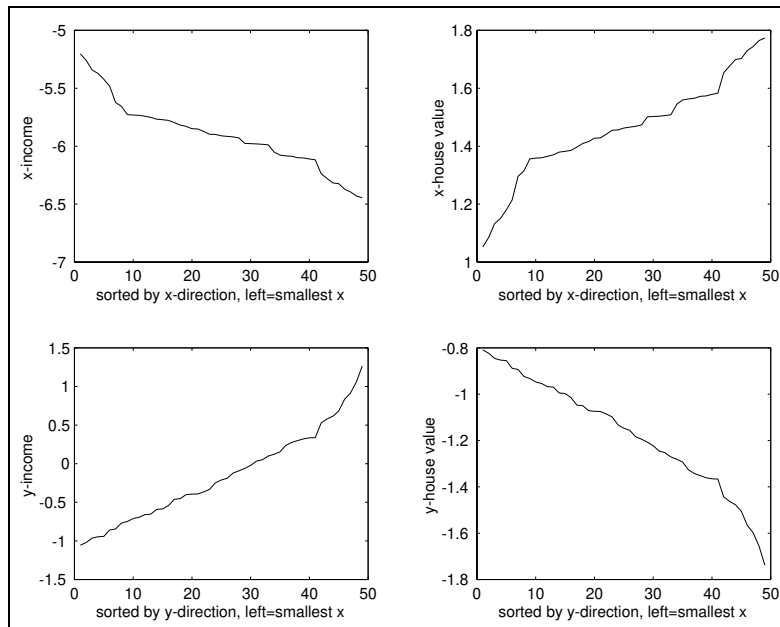 -5
-5.5
-6
-6.5
-7
0 10 20 30 40 50
x-income
sorted by x-direction, left=smallest x
1.8
1.6
1.4
1.2
1
0 10 20 30 40 50
x-house value
sorted by x-direction, left=smallest x
1.5
1
0.5
0
-0.5
-1
-1.5
0 10 20 30 40 50
y-income
sorted by y-direction, left=smallest x
-0.8
-1
-1.2
-1.4
-1.6
-1.8
0 10 20 30 40 50
y-house value
sorted by y-direction, left=smallest x